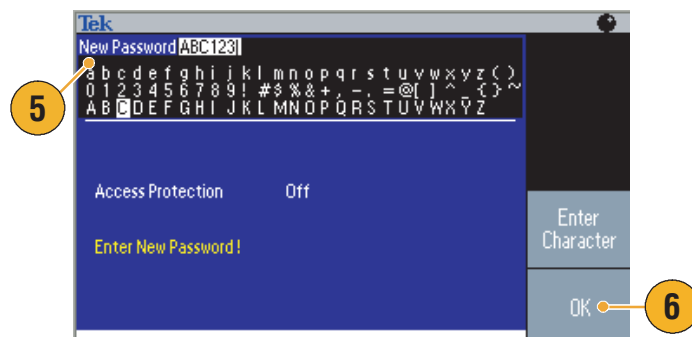 Tek
New Password ABC123
a b c d e f g h i j k l m n o p q r s t u v w x y z ( )
0 1 2 3 4 5 6 7 8 9 ! # $ % & + , - . = @ [ ] ^ _ { } ~
A B C D E F G H I J K L M N O P Q R S T U V W X Y Z
5
Access Protection Off
Enter New Password !
Enter
Character
OK
6